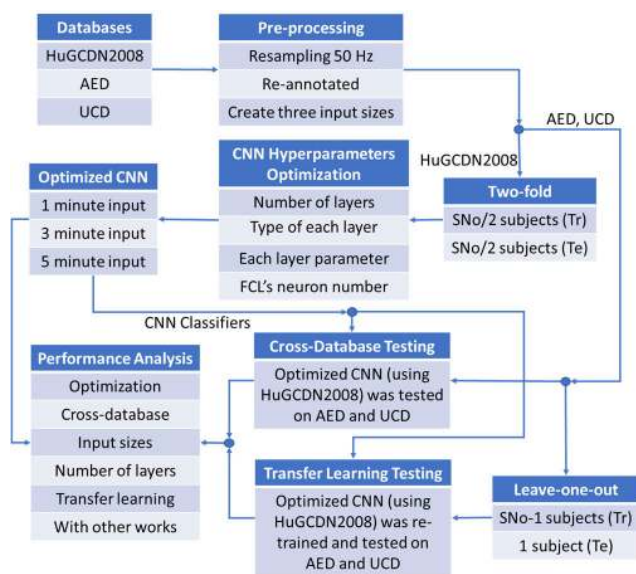 Databases
HuGCDN2008
AED
UCD
Pre-processing
Resampling 50 Hz
Re-annotated
Create three input sizes
AED, UCD
HuGCDN2008
CNN Hyperparameters
Optimization
Number of layers
Type of each layer
Each layer parameter
FCL's neuron number
Optimized CNN
1 minute input
3 minute input
5 minute input
Two-fold
SNo/2 subjects (Tr)
SNo/2 subjects (Te)
CNN Classifiers
Cross-Database Testing
Optimized CNN (using
HuGCDN2008) was tested
on AED and UCD
Performance Analysis
Optimization
Cross-database
Input sizes
Number of layers
Transfer learning
With other works
Transfer Learning Testing
Optimized CNN (using
HuGCDN2008) was re-
trained and tested on
AED and UCD
Leave-one-out
SNo-1 subjects (Tr)
1 subject (Te)